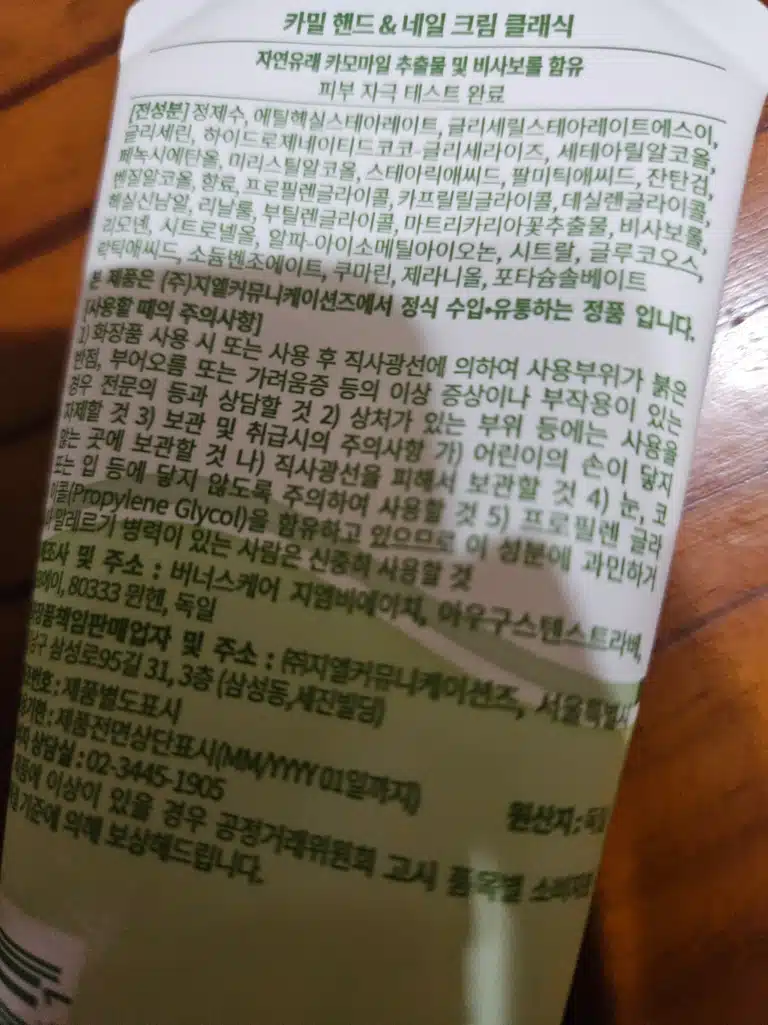 카밀 핸드 & 네일 크림 클래식
자연유래 카모마일 추출물 및 비사보롤 함유
피부 자극 테스트 완료
[전성분] 정제수, 에틸헥실스테아레이트, 글리세릴스테아레이트에스이,
글리세린, 하이드로제네이티드코코-글리세라이즈, 세테아릴알코올,
페녹시에탄올, 미리스틸알코올, 스테아릭애씨드, 팔미틱애씨드, 잔탄검,
벤질알코올, 향료, 프로필렌글라이콜, 카프릴릴글라이콜, 데실렌글라이콜,
헥실신남알, 리날룰, 부틸렌글라이콜, 마트리카리아꽃추출물, 비사보롤,
리모넨, 시트로넬올, 알파-아이소메틸아이오논, 시트랄, 글루코오스,
락틱애씨드, 소듐벤조에이트, 쿠마린, 제라니올, 포타슘솔베이트
본 제품은 (주)지엘커뮤니케이션즈에서 정식 수입•유통하는 정품 입니다.
[사용할 때의 주의사항]
1) 화장품 사용 시 또는 사용 후 직사광선에 의하여 사용부위가 붉은
반점, 부어오름 또는 가려움증 등의 이상 증상이나 부작용이 있는
경우 전문의 등과 상담할 것 2) 상처가 있는 부위 등에는 사용을
자제할 것 3) 보관 및 취급시의 주의사항 가) 어린이의 손이 닿지
않는 곳에 보관할 것 나) 직사광선을 피해서 보관할 것 4) 눈, 코
또는 입 등에 닿지 않도록 주의하여 사용할 것 5) 프로필렌 글라
이콜(Propylene Glycol)을 함유하고 있으므로 이 성분에 과민하거
나 알레르기 병력이 있는 사람은 신중히 사용할 것
제조사 및 주소 : 버너스케어 지엠비에이치, 아우구스텐스트라베,
80333 뮌헨, 독일
화장품책임판매업자 및 주소 : ㈜지엘커뮤니케이션즈, 서울특별시
강남구 삼성로95길 31, 3층 (삼성동,세진빌딩)
제품별도표시
제품전면상단표시(MM/YYYY 01일까지)
상담실 : 02-3445-1905 원산지 : 독일
제품에 이상이 있을 경우 공정거래위원회 고시 품목별 소비자분
기준에 의해 보상해드립니다.